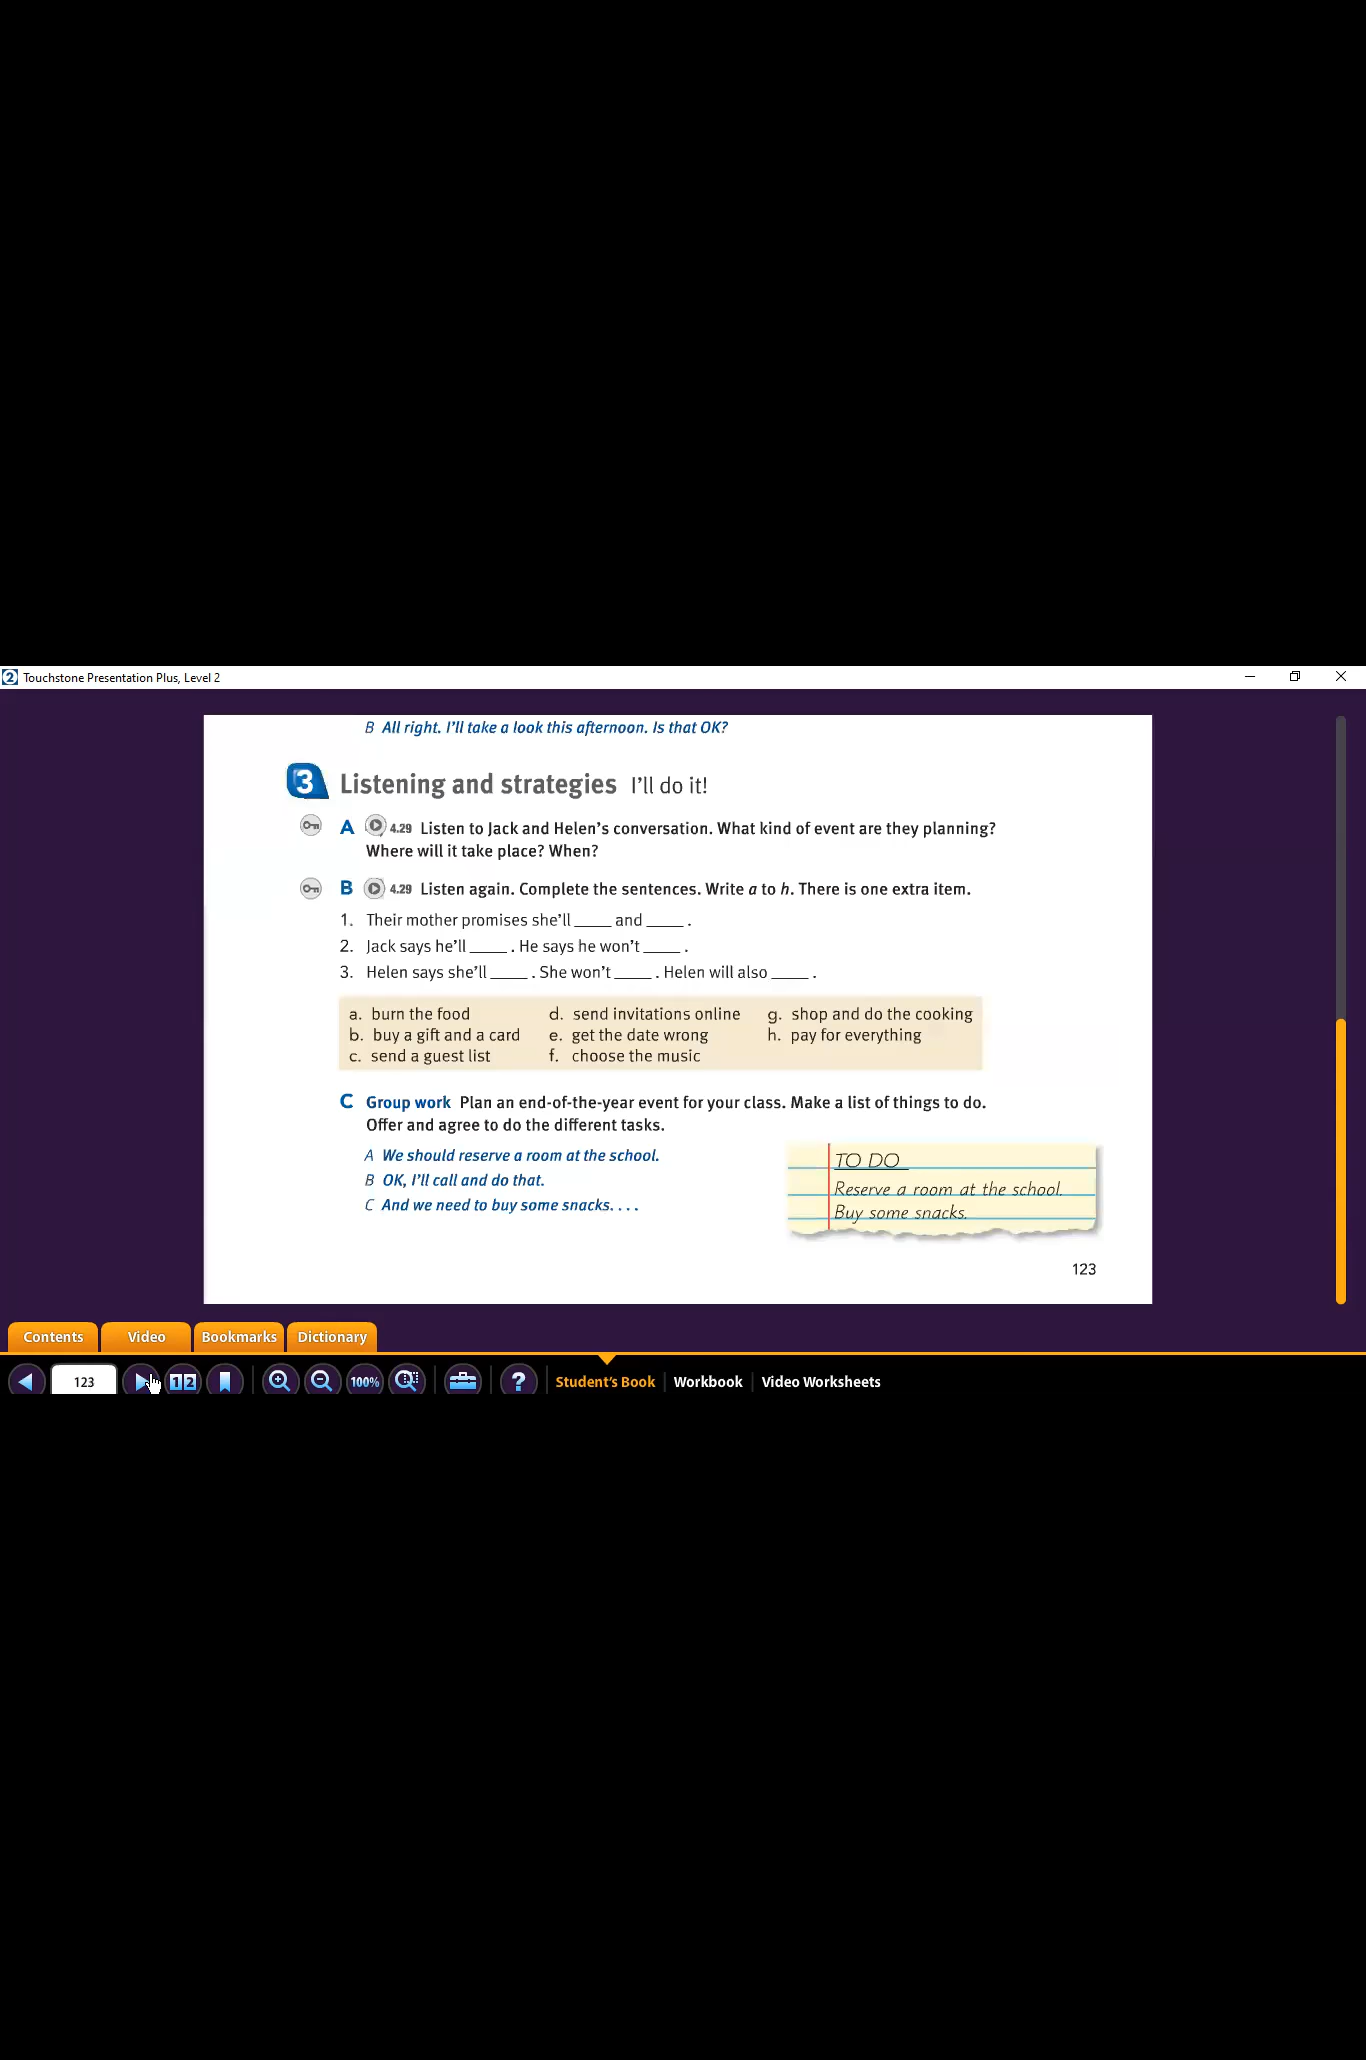 2 Touchstone Presentation Plus, Level 2
B All right. I'll take a look this afternoon. Is that OK?
3 Listening and strategies I'll do it!
A 4.29 Listen to Jack and Helen's conversation. What kind of event are they planning?
Where will it take place? When?
B 4.29 Listen again. Complete the sentences. Write a to h. There is one extra item.
1. Their mother promises she'll ____ and ____ .
2. Jack says he'll ____ . He says he won't ____ .
3. Helen says she'll ____ . She won't ____ . Helen will also ____ .
a. burn the food d. send invitations online g. shop and do the cooking
b. buy a gift and a card e. get the date wrong h. pay for everything
c. send a guest list f. choose the music
C Group work Plan an end-of-the-year event for your class. Make a list of things to do.
Offer and agree to do the different tasks.
A We should reserve a room at the school.
B OK, I'll call and do that.
C And we need to buy some snacks. . . .
TO DO
Reserve a room at the school.
Buy some snacks.
123
Contents Video Bookmarks Dictionary
123 12 100% ? Student's Book Workbook Video Worksheets